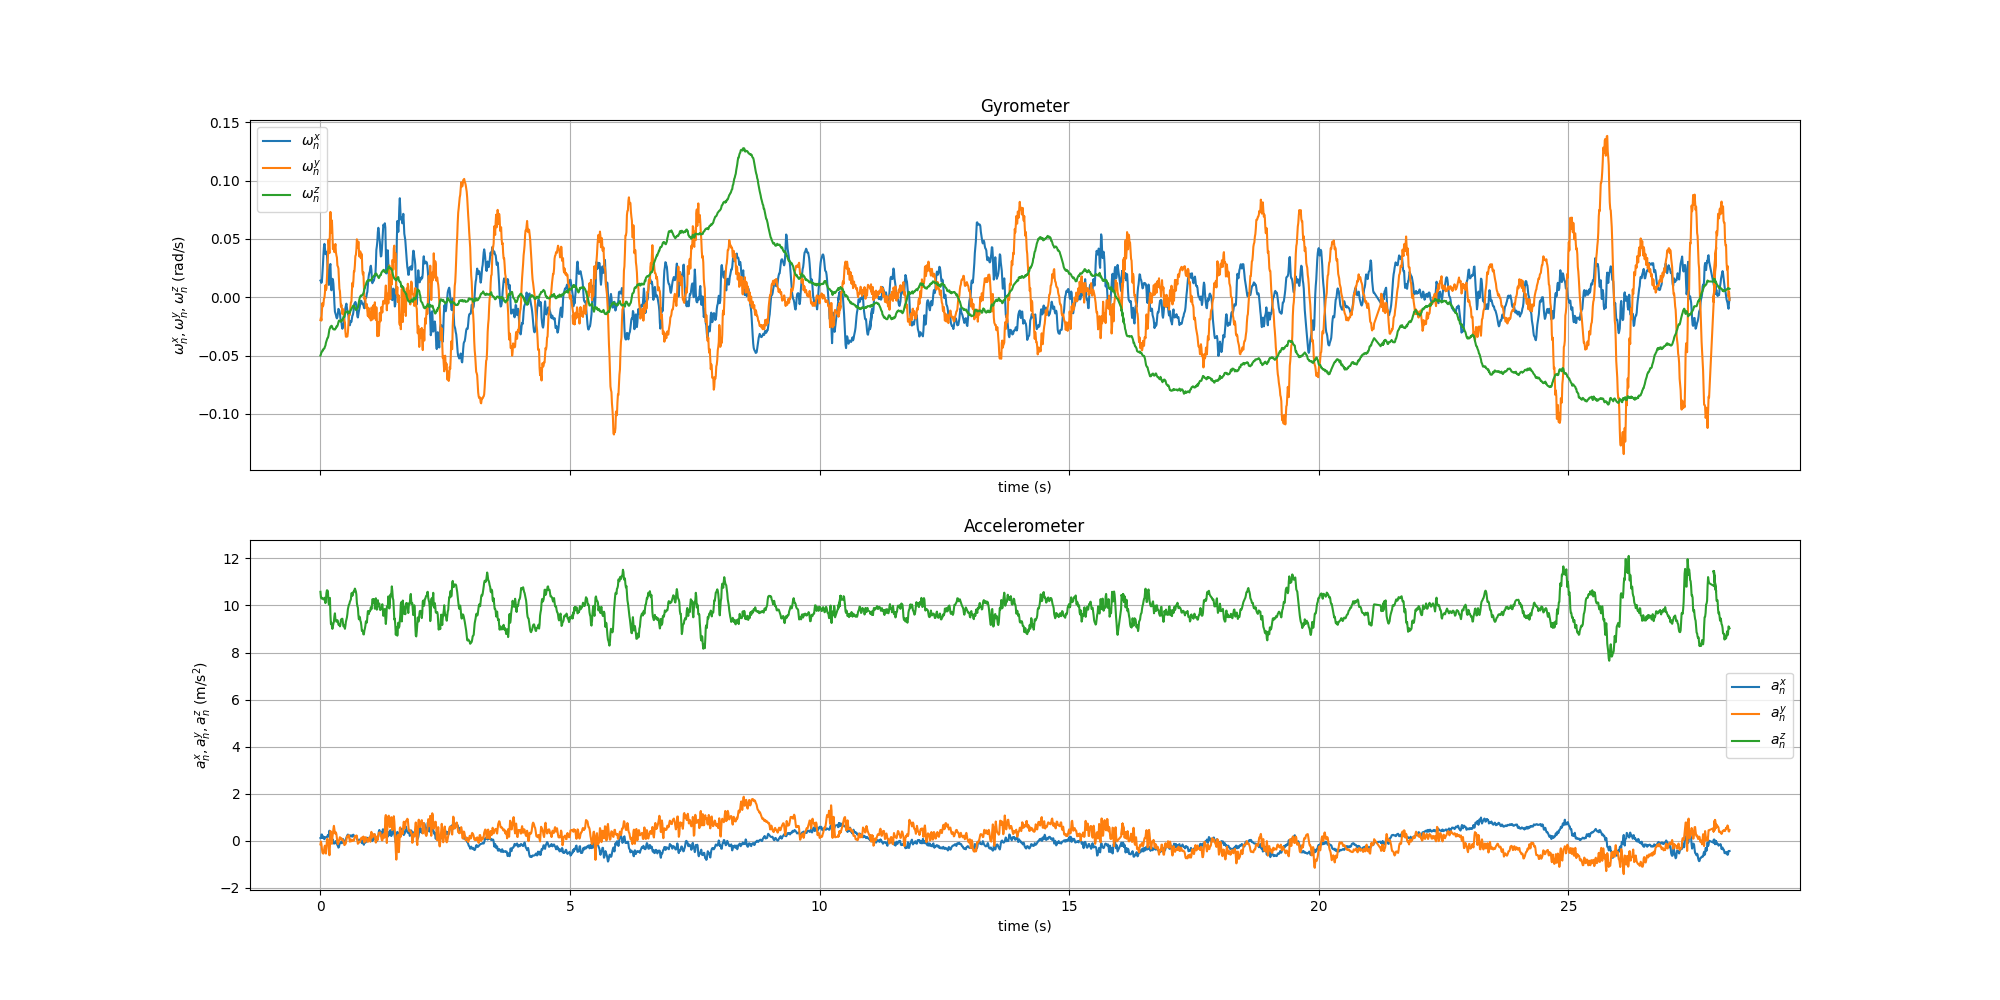 Gyrometer
0.15
0.10
0.05
0.00
−0.05
−0.10
ω_n^x, ω_n^y, ω_n^z (rad/s)
ω_n^x
ω_n^y
ω_n^z
time (s)
Accelerometer
12
10
8
6
4
2
0
−2
a_n^x, a_n^y, a_n^z (m/s²)
a_n^x
a_n^y
a_n^z
0 5 10 15 20 25
time (s)